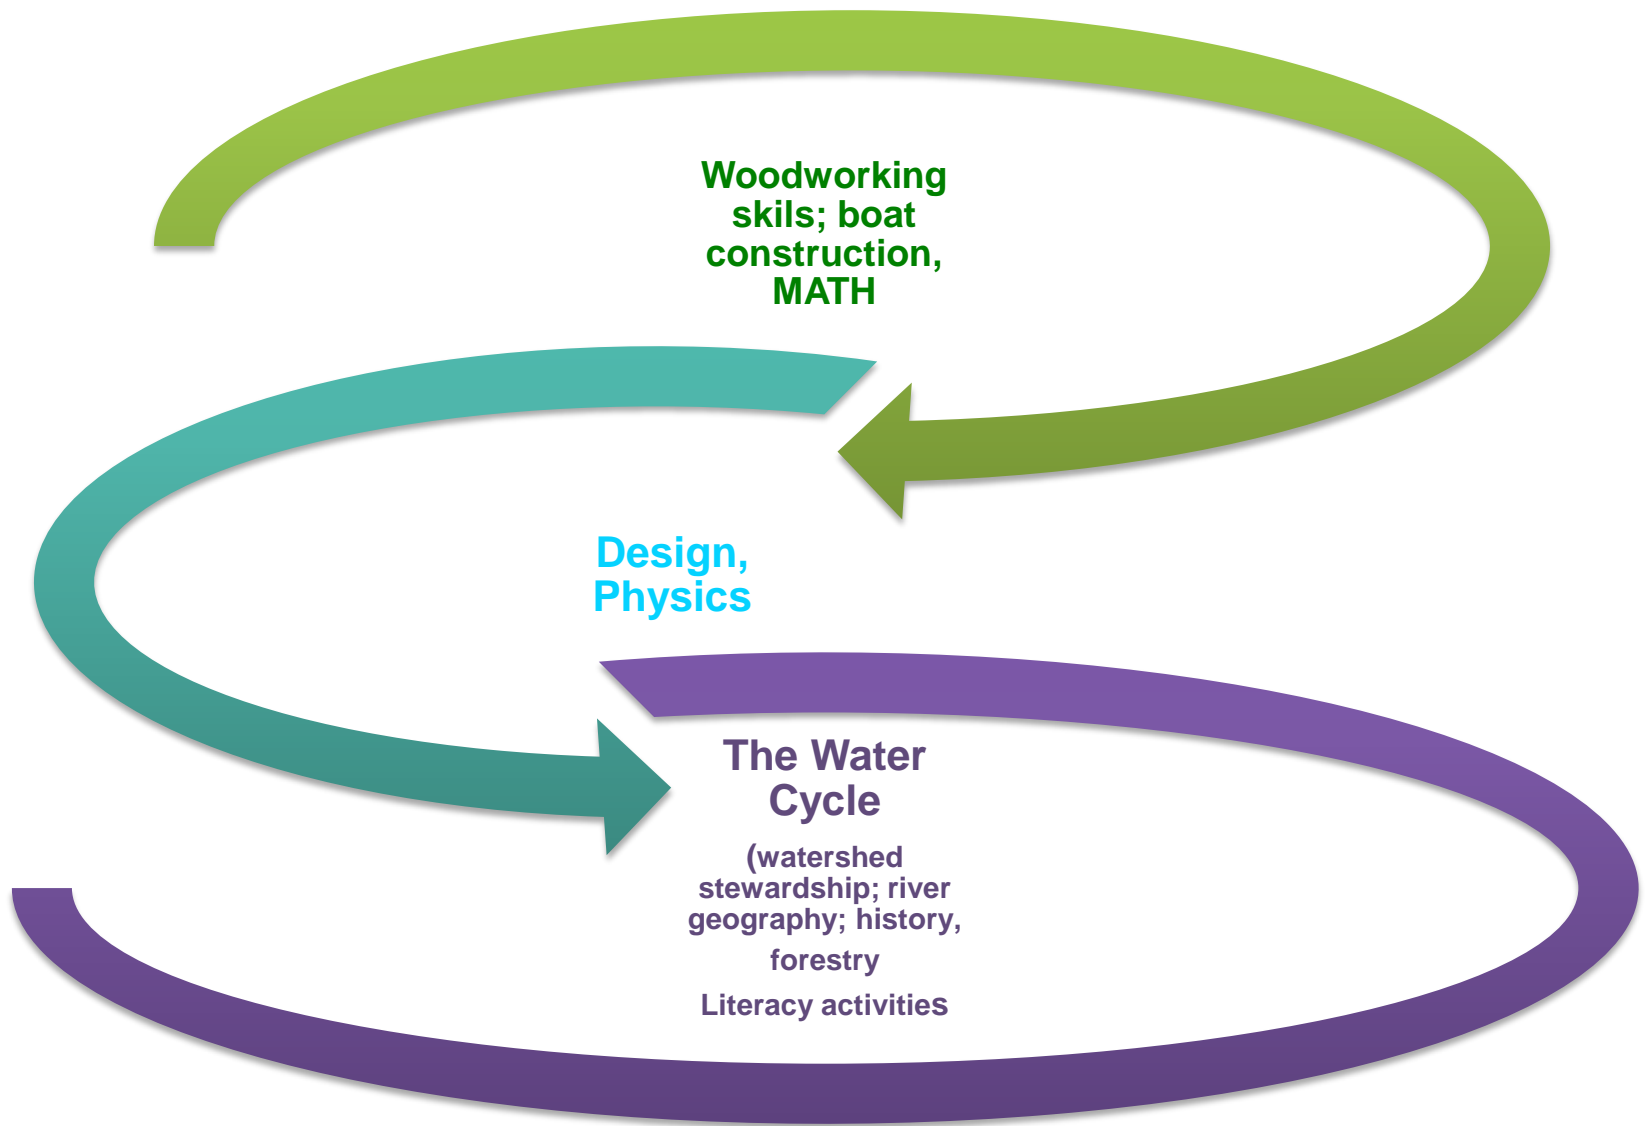 Woodworking
skils; boat
construction,
MATH
Design,
Physics
The Water
Cycle
(watershed
stewardship; river
geography; history,
forestry
Literacy activities